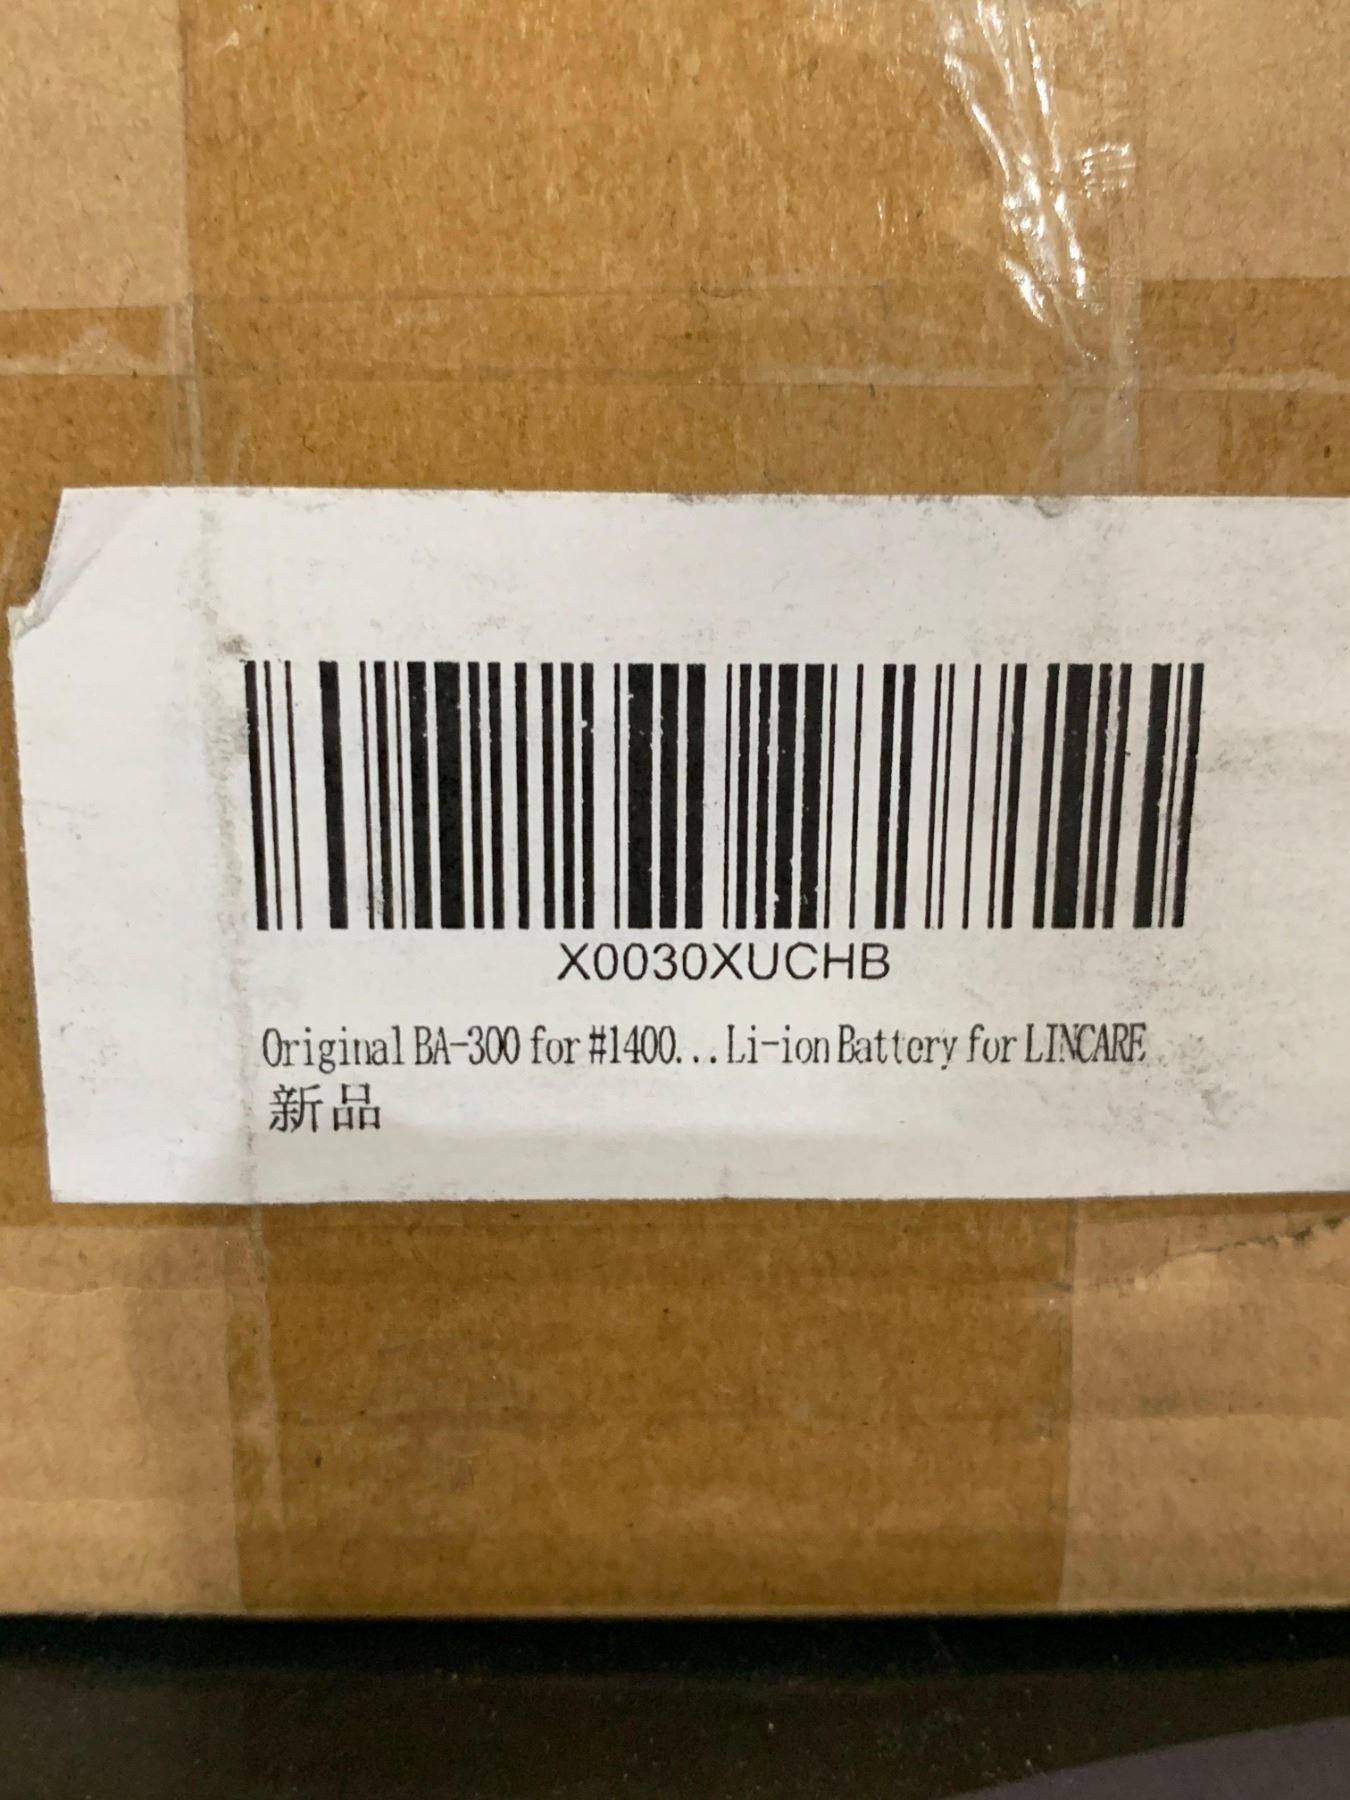 X0030XUCHB
Original BA-300 for #1400...Li-ion Battery for LINCARE
新品